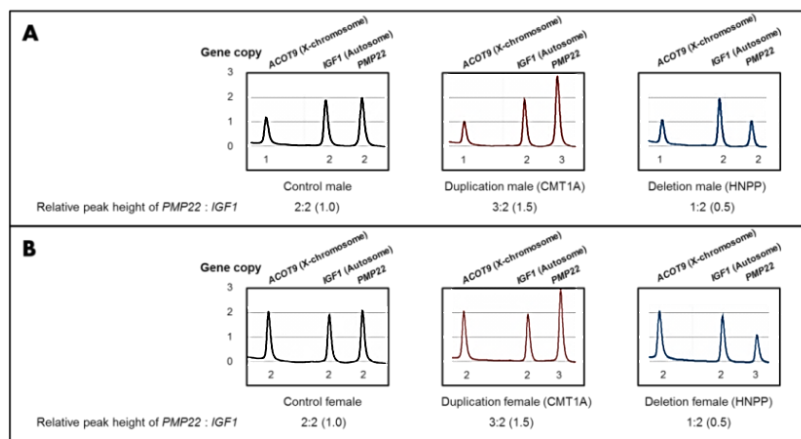 A
Gene copy
ACOT9 (X-chromosome)
IGF1 (Autosome)
PMP22
ACOT9 (X-chromosome)
IGF1 (Autosome)
PMP22
ACOT9 (X-chromosome)
IGF1 (Autosome)
PMP22
3
2
1
0
1 2 2
1 2 3
1 2 2
Control male
Duplication male (CMT1A)
Deletion male (HNPP)
Relative peak height of PMP22 : IGF1 2:2 (1.0) 3:2 (1.5) 1:2 (0.5)
B
Gene copy
ACOT9 (X-chromosome)
IGF1 (Autosome)
PMP22
ACOT9 (X-chromosome)
IGF1 (Autosome)
PMP22
ACOT9 (X-chromosome)
IGF1 (Autosome)
PMP22
3
2
1
0
2 2 2
2 2 3
2 2 3
Control female
Duplication female (CMT1A)
Deletion female (HNPP)
Relative peak height of PMP22 : IGF1 2:2 (1.0) 3:2 (1.5) 1:2 (0.5)